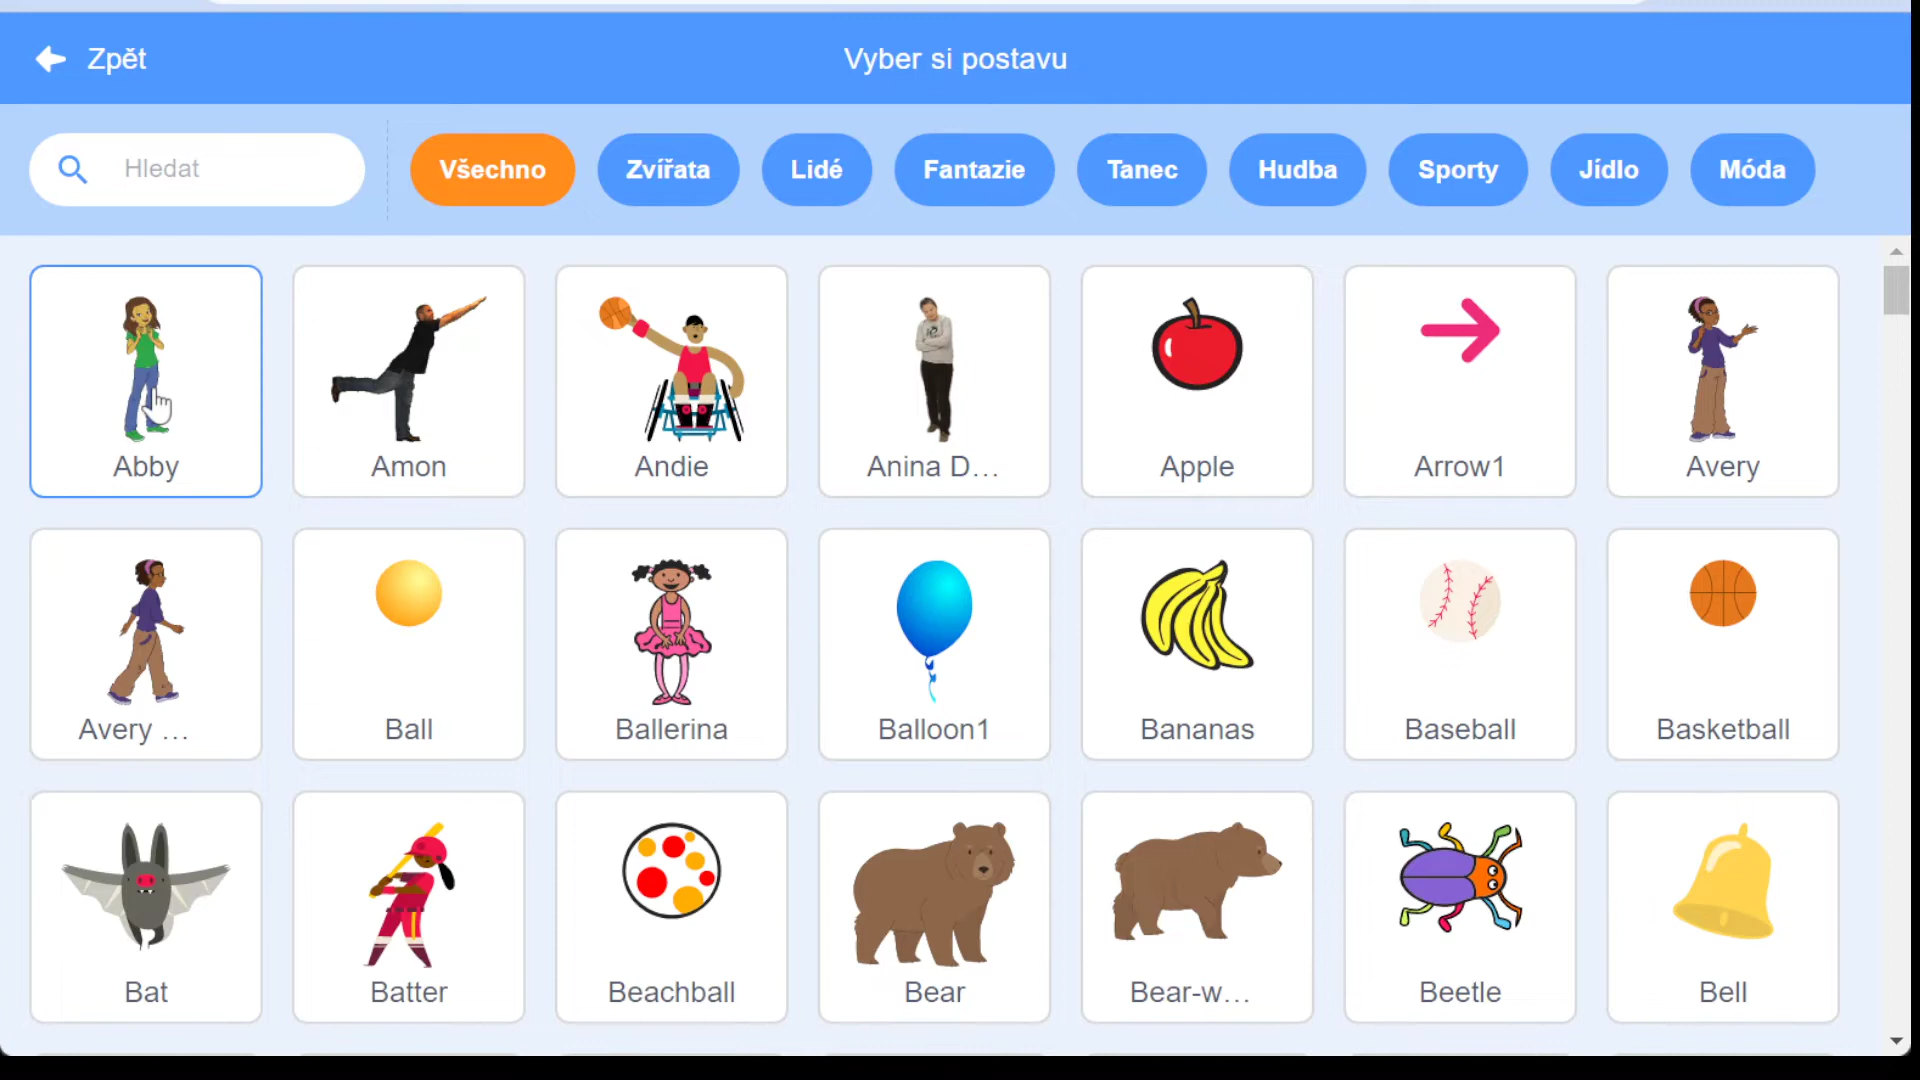 Zpět
Vyber si postavu
Hledat
Všechno
Zvířata
Lidé
Fantazie
Tanec
Hudba
Sporty
Jídlo
Móda
Abby
Amon
Andie
Anina D...
Apple
Arrow1
Avery
Avery ...
Ball
Ballerina
Balloon1
Bananas
Baseball
Basketball
Bat
Batter
Beachball
Bear
Bear-w...
Beetle
Bell